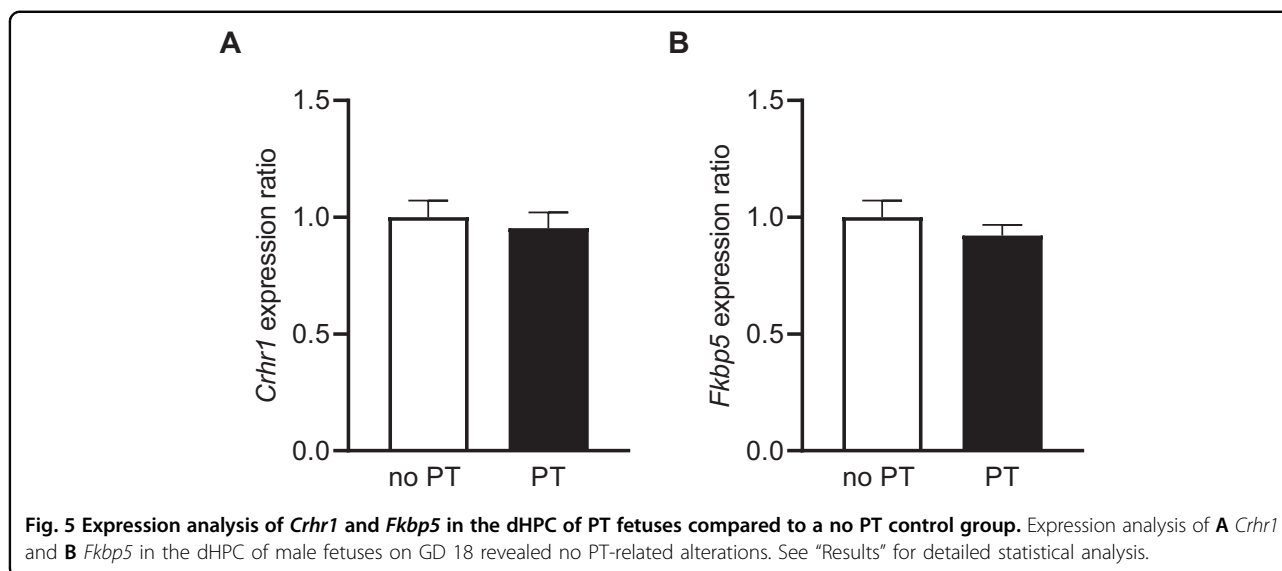 A
B
1.5
1.0
0.5
0.0
Crhr1 expression ratio
no PT
PT
1.5
1.0
0.5
0.0
Fkbp5 expression ratio
no PT
PT
Fig. 5 Expression analysis of Crhr1 and Fkbp5 in the dHPC of PT fetuses compared to a no PT control group. Expression analysis of A Crhr1
and B Fkbp5 in the dHPC of male fetuses on GD 18 revealed no PT-related alterations. See “Results” for detailed statistical analysis.